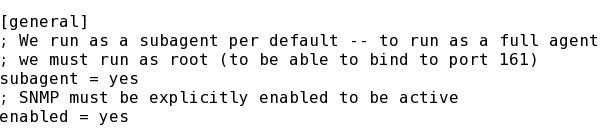 [general]
; We run as a subagent per default -- to run as a full agent
; we must run as root (to be able to bind to port 161)
subagent = yes
; SNMP must be explicitly enabled to be active
enabled = yes